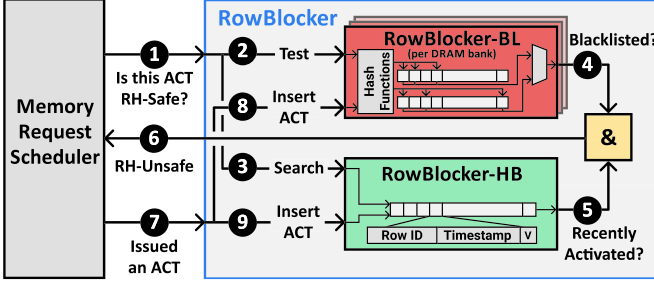 RowBlocker
Memory
Request
Scheduler
1
Is this ACT
RH-Safe?
2
Test
RowBlocker-BL
(per DRAM bank)
Hash
Functions
Blacklisted?
4
8
Insert
ACT
6
RH-Unsafe
&
3
Search
RowBlocker-HB
7
Issued
an ACT
9
Insert
ACT
Row ID
Timestamp
V
5
Recently
Activated?